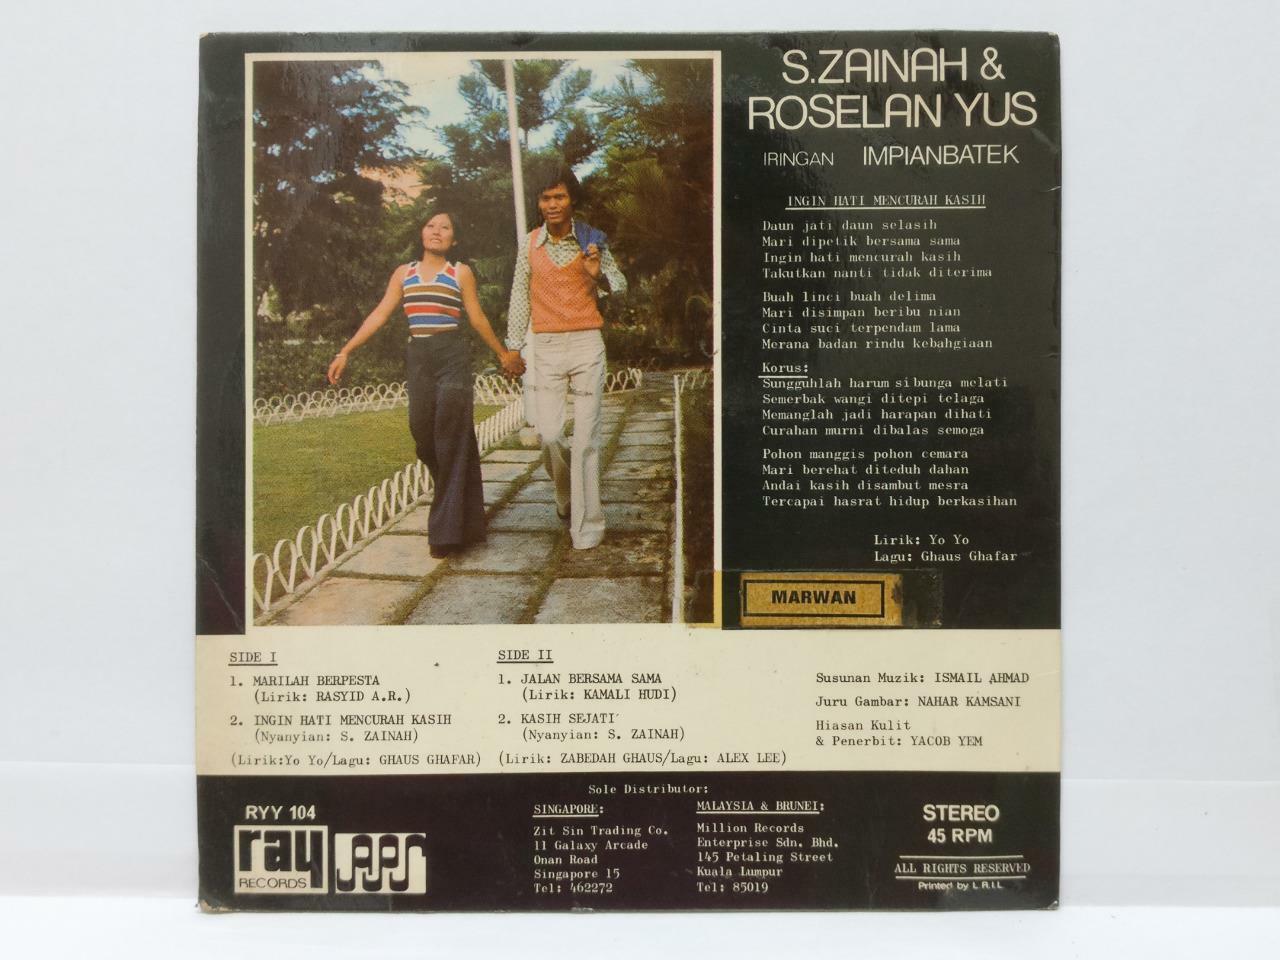 S.ZAINAH &
ROSELAN YUS
IRINGAN IMPIANBATEK
INGIN HATI MENCURAH KASIH
Daun jati daun selasih
Mari dipetik bersama sama
Ingin hati mencurah kasih
Takutkan nanti tidak diterima
Buah linci buah delima
Mari disimpan beribu nian
Cinta suci terpendam lama
Merana badan rindu kebahgiaan
Korus:
Sungguhlah harum sibunga melati
Semerbak wangi ditepi telaga
Memanglah jadi harapan dihati
Curahan murni dibalas semoga
Pohon manggis pohon cemara
Mari berehat diteduh dahan
Andai kasih disambut mesra
Tercapai hasrat hidup berkasihan
Lirik: Yo Yo
Lagu: Ghaus Ghafar
MARWAN
SIDE I
1. MARILAH BERPESTA
(Lirik: RASYID A.R.)
2. INGIN HATI MENCURAH KASIH
(Nyanyian: S. ZAINAH)
(Lirik:Yo Yo/Lagu: GHAUS GHAFAR)
SIDE II
1. JALAN BERSAMA SAMA
(Lirik: KAMALI HUDI)
2. KASIH SEJATI
(Nyanyian: S. ZAINAH)
(Lirik: ZABEDAH GHAUS/Lagu: ALEX LEE)
Susunan Muzik: ISMAIL AHMAD
Juru Gambar: NAHAR KAMSANI
Hiasan Kulit
& Penerbit: YACOB YEM
RYY 104
ray
RECORDS
Sole Distributor:
SINGAPORE:
Zit Sin Trading Co.
11 Galaxy Arcade
Onan Road
Singapore 15
Tel: 462272
MALAYSIA & BRUNEI:
Million Records
Enterprise Sdn. Bhd.
145 Petaling Street
Kuala Lumpur
Tel: 85019
STEREO
45 RPM
ALL RIGHTS RESERVED
Printed by L.R.I.L